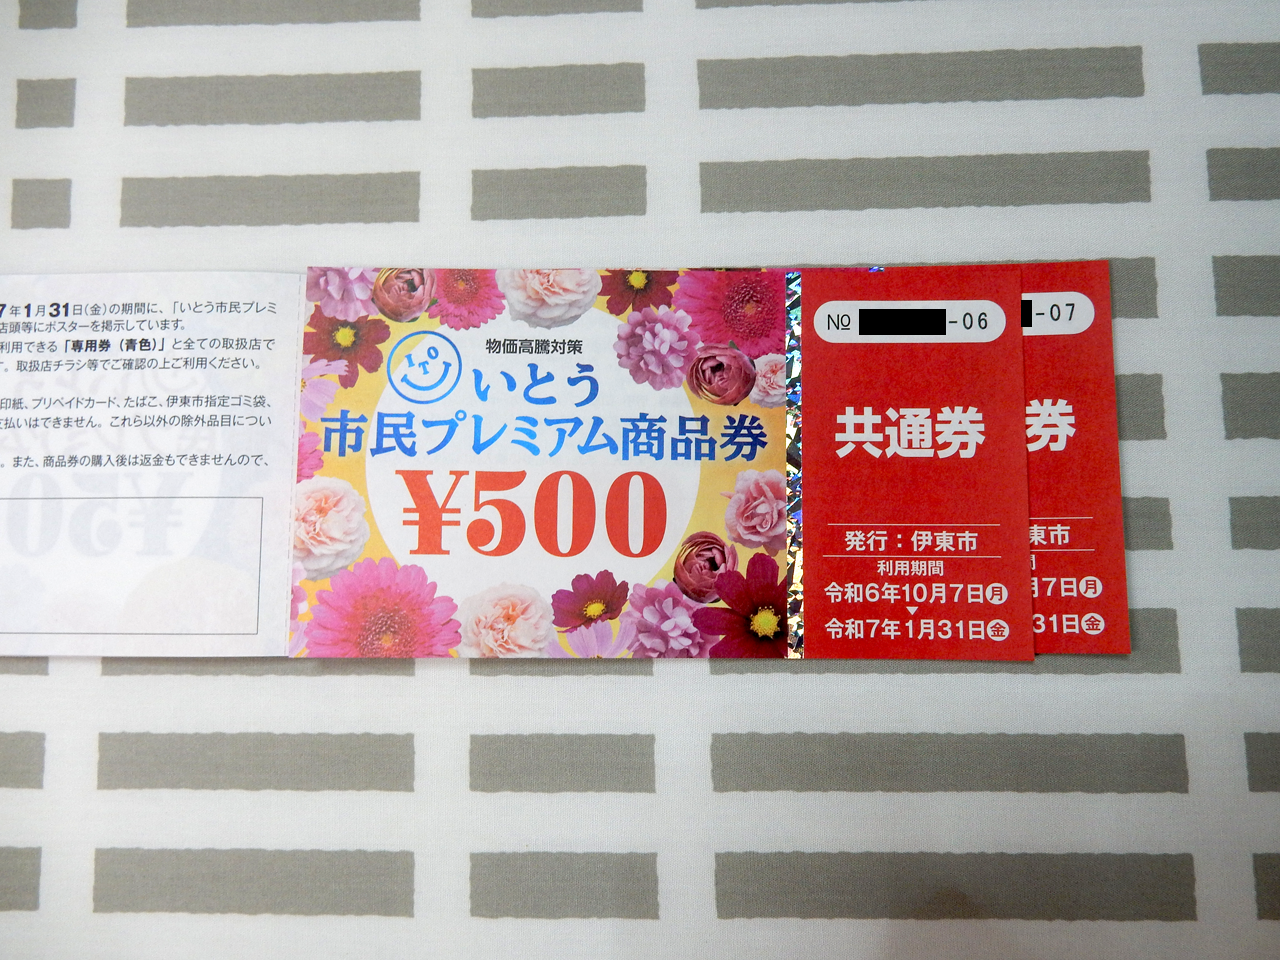 7年1月31日(金)の期間に、「いとう市民プレミ
店頭等にポスターを掲示しています。
利用できる「専用券（青色）」と全ての取扱店で
。取扱店チラシ等でご確認の上ご利用ください。
印紙、プリペイドカード、たばこ、伊東市指定ゴミ袋、
支払いはできません。これら以外の除外品目につい
。また、商品券の購入後は返金もできませんので、
ITO
物価高騰対策
いとう
市民プレミアム商品券
¥500
№ -06
共通券
発行：伊東市
利用期間
令和6年10月7日㊊
▼
令和7年1月31日㊎
-07
券
東市
月7日㊊
31日㊎